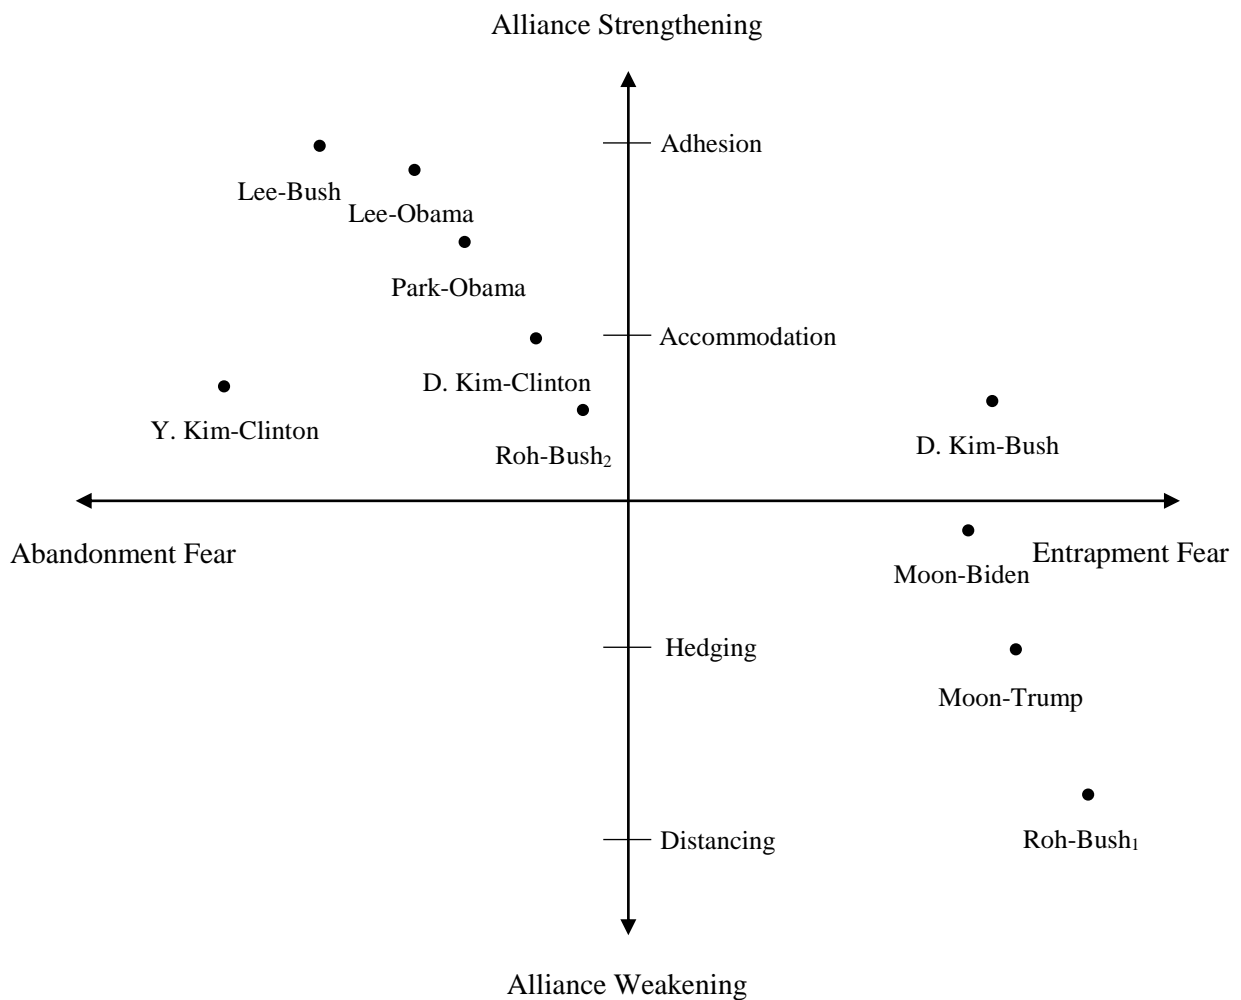 Alliance Strengthening
Adhesion
Lee-Bush
Lee-Obama
Park-Obama
Accommodation
D. Kim-Clinton
Y. Kim-Clinton
D. Kim-Bush
Roh-Bush₂
Abandonment Fear
Entrapment Fear
Moon-Biden
Hedging
Moon-Trump
Distancing
Roh-Bush₁
Alliance Weakening